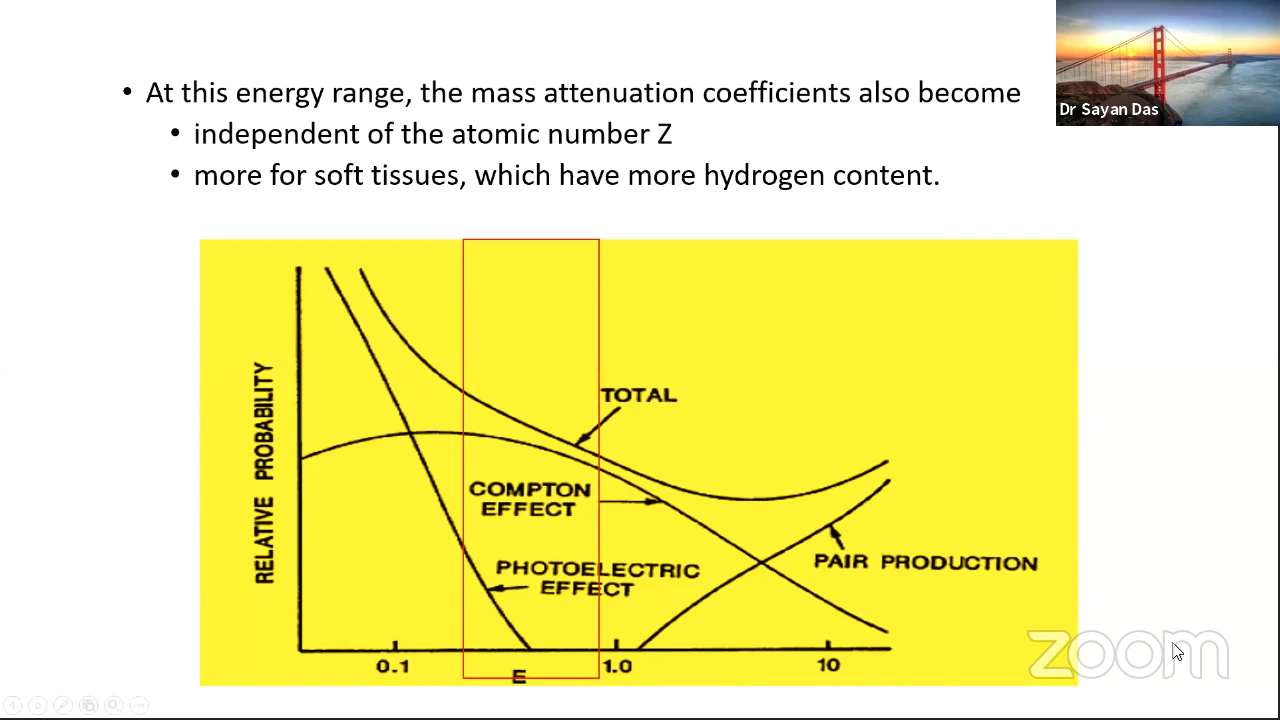 • At this energy range, the mass attenuation coefficients also become
• independent of the atomic number Z
• more for soft tissues, which have more hydrogen content.
Dr Sayan Das
RELATIVE PROBABILITY
TOTAL
COMPTON
EFFECT
PHOTOELECTRIC
EFFECT
PAIR PRODUCTION
0.1
1.0
10
E
zoom